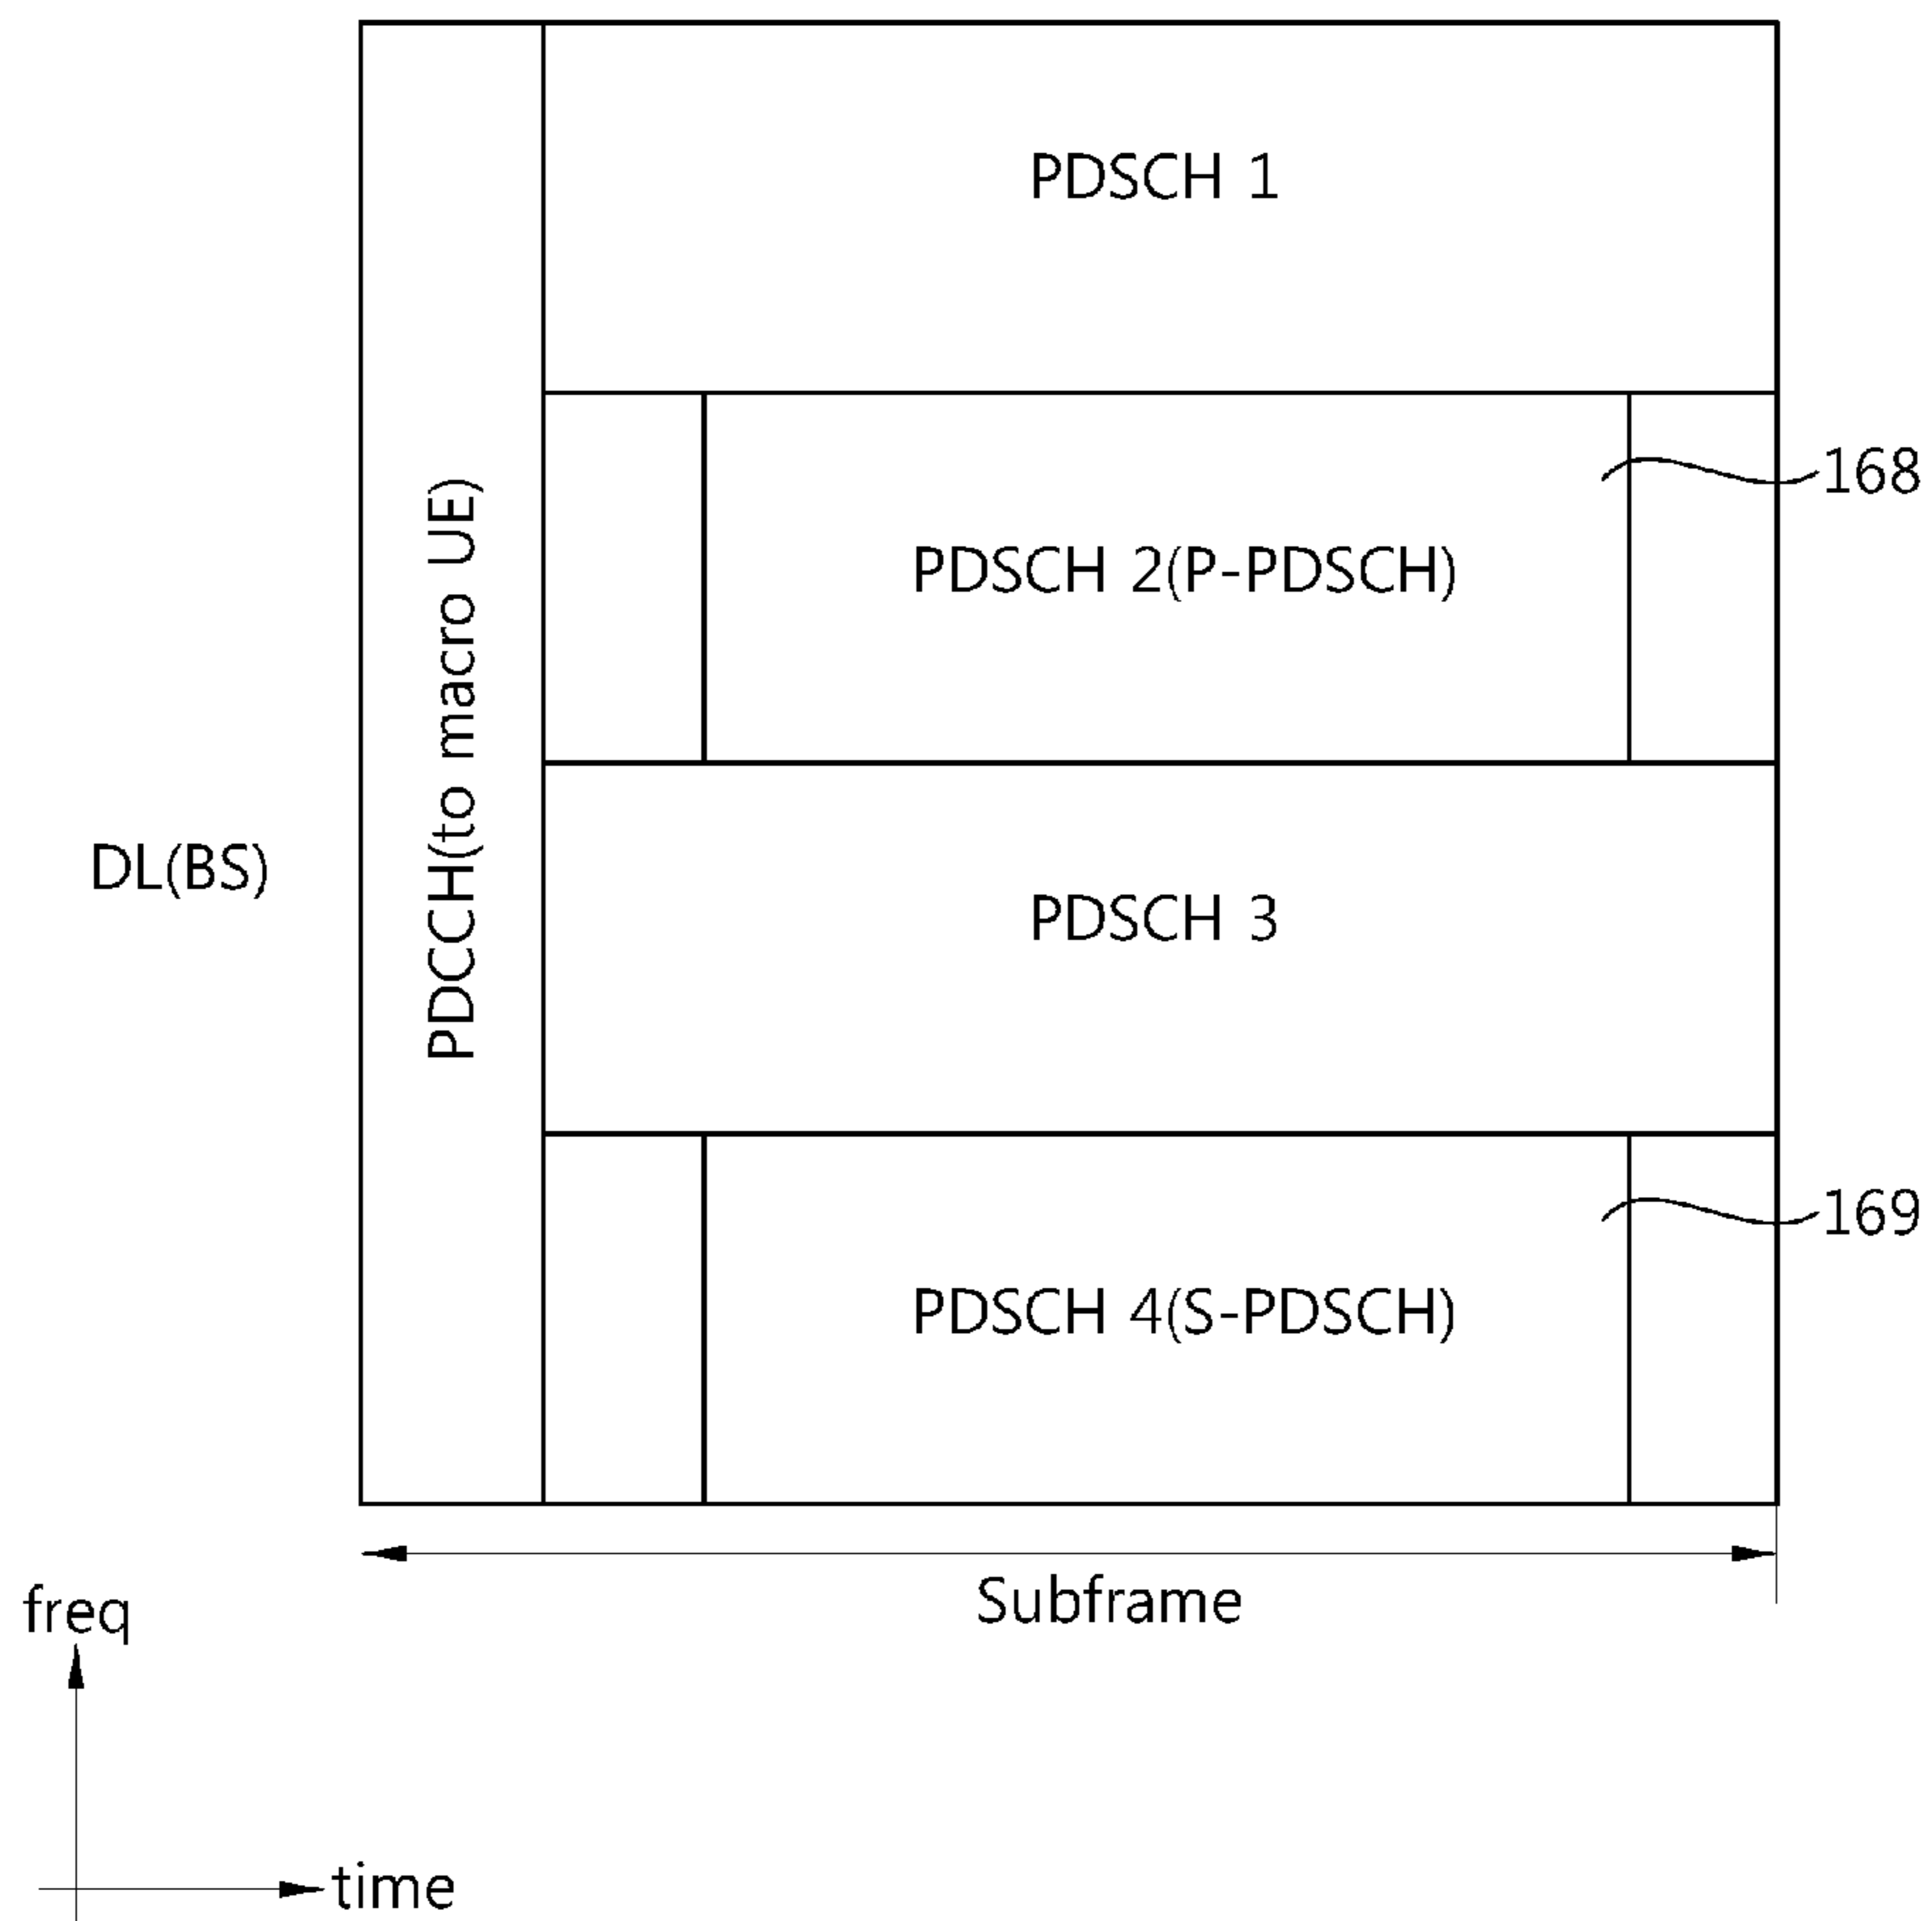 PDSCH 1
168
PDSCH 2(P-PDSCH)
PDCCH(to macro UE)
DL(BS)
PDSCH 3
169
PDSCH 4(S-PDSCH)
Subframe
freq
time